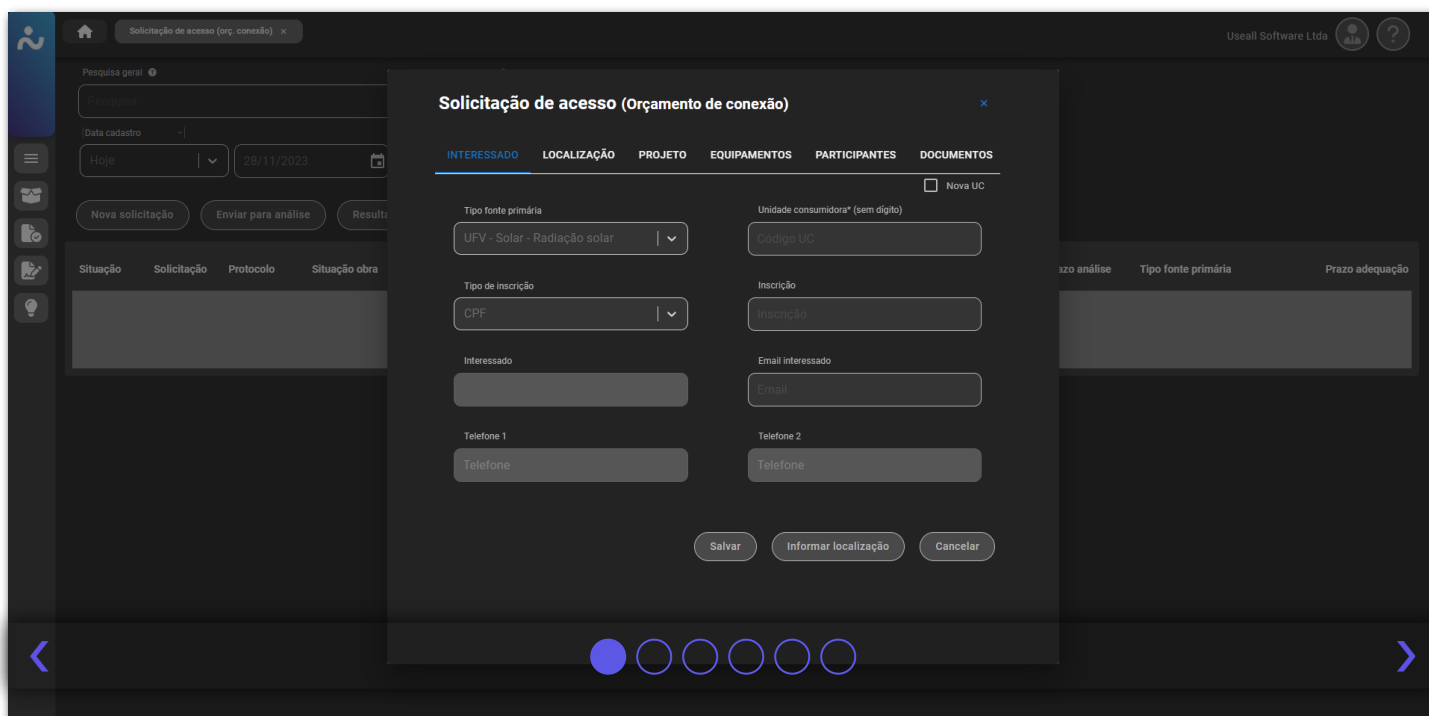 Solicitação de acesso (orç. conexão) ×
Useall Software Ltda
?
Pesquisa geral ?
Pesquisa
Data cadastro
Hoje
28/11/2023
Nova solicitação
Enviar para análise
Resulta
Situação Solicitação Protocolo Situação obra
azo análise Tipo fonte primária Prazo adequação
Solicitação de acesso (Orçamento de conexão) ×
INTERESSADO LOCALIZAÇÃO PROJETO EQUIPAMENTOS PARTICIPANTES DOCUMENTOS
Nova UC
Tipo fonte primária
Unidade consumidora* (sem dígito)
UFV - Solar - Radiação solar
Código UC
Tipo de inscrição
Inscrição
CPF
Inscrição
Interessado
Email interessado
Email
Telefone 1
Telefone 2
Telefone
Telefone
Salvar
Informar localização
Cancelar